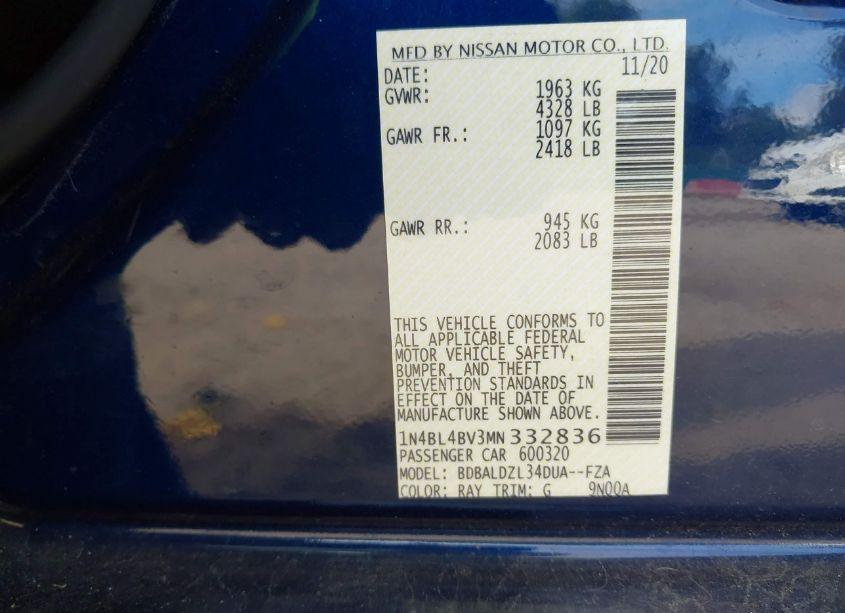 MFD BY NISSAN MOTOR CO., LTD.
DATE: 11/20
GVWR: 1963 KG
4328 LB
GAWR FR.: 1097 KG
2418 LB
GAWR RR.: 945 KG
2083 LB
THIS VEHICLE CONFORMS TO
ALL APPLICABLE FEDERAL
MOTOR VEHICLE SAFETY,
BUMPER, AND THEFT
PREVENTION STANDARDS IN
EFFECT ON THE DATE OF
MANUFACTURE SHOWN ABOVE.
1N4BL4BV3MN332836
PASSENGER CAR 600320
MODEL: BDBALDZL34DUA--FZA
COLOR: RAY TRIM: G 9N00A